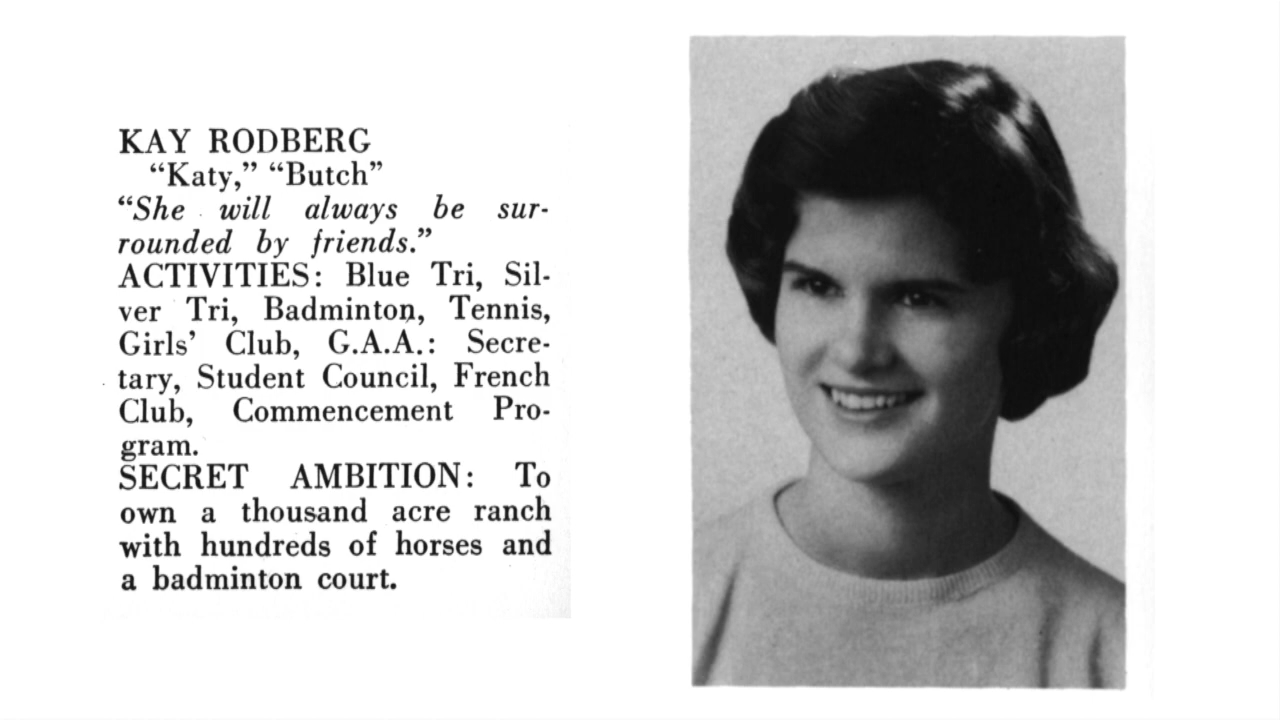 KAY RODBERG
“Katy,” “Butch”
“She will always be sur-
rounded by friends.”
ACTIVITIES: Blue Tri, Sil-
ver Tri, Badminton, Tennis,
Girls’ Club, G.A.A.: Secre-
tary, Student Council, French
Club, Commencement Pro-
gram.
SECRET AMBITION: To
own a thousand acre ranch
with hundreds of horses and
a badminton court.